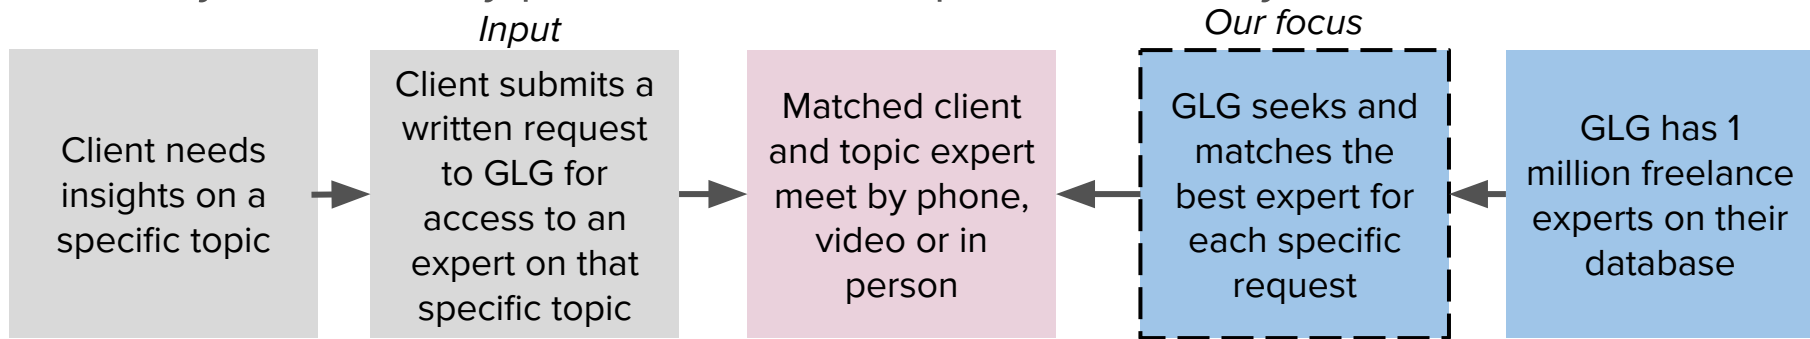 Input
Our focus
Client needs
insights on a
specific topic
Client submits a
written request
to GLG for
access to an
expert on that
specific topic
Matched client
and topic expert
meet by phone,
video or in
person
GLG seeks and
matches the
best expert for
each specific
request
GLG has 1
million freelance
experts on their
database